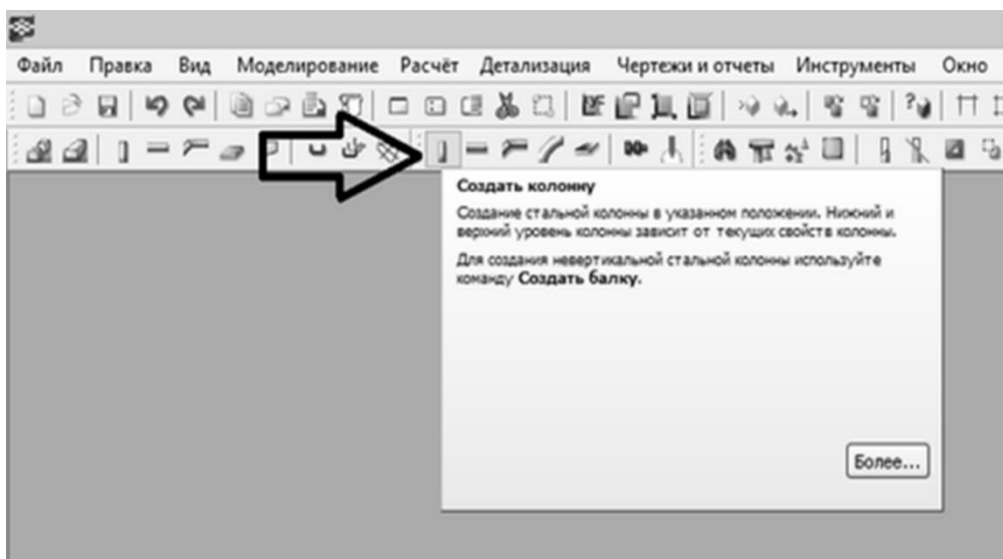 Файл Правка Вид Моделирование Расчёт Детализация Чертежи и отчеты Инструменты Окно
Создать колонну
Создание стальной колонны в указанном положении. Нижний и
верхний уровень колонны зависит от текущих свойств колонны.
Для создания невертикальной стальной колонны используйте
команду Создать балку.
Более...